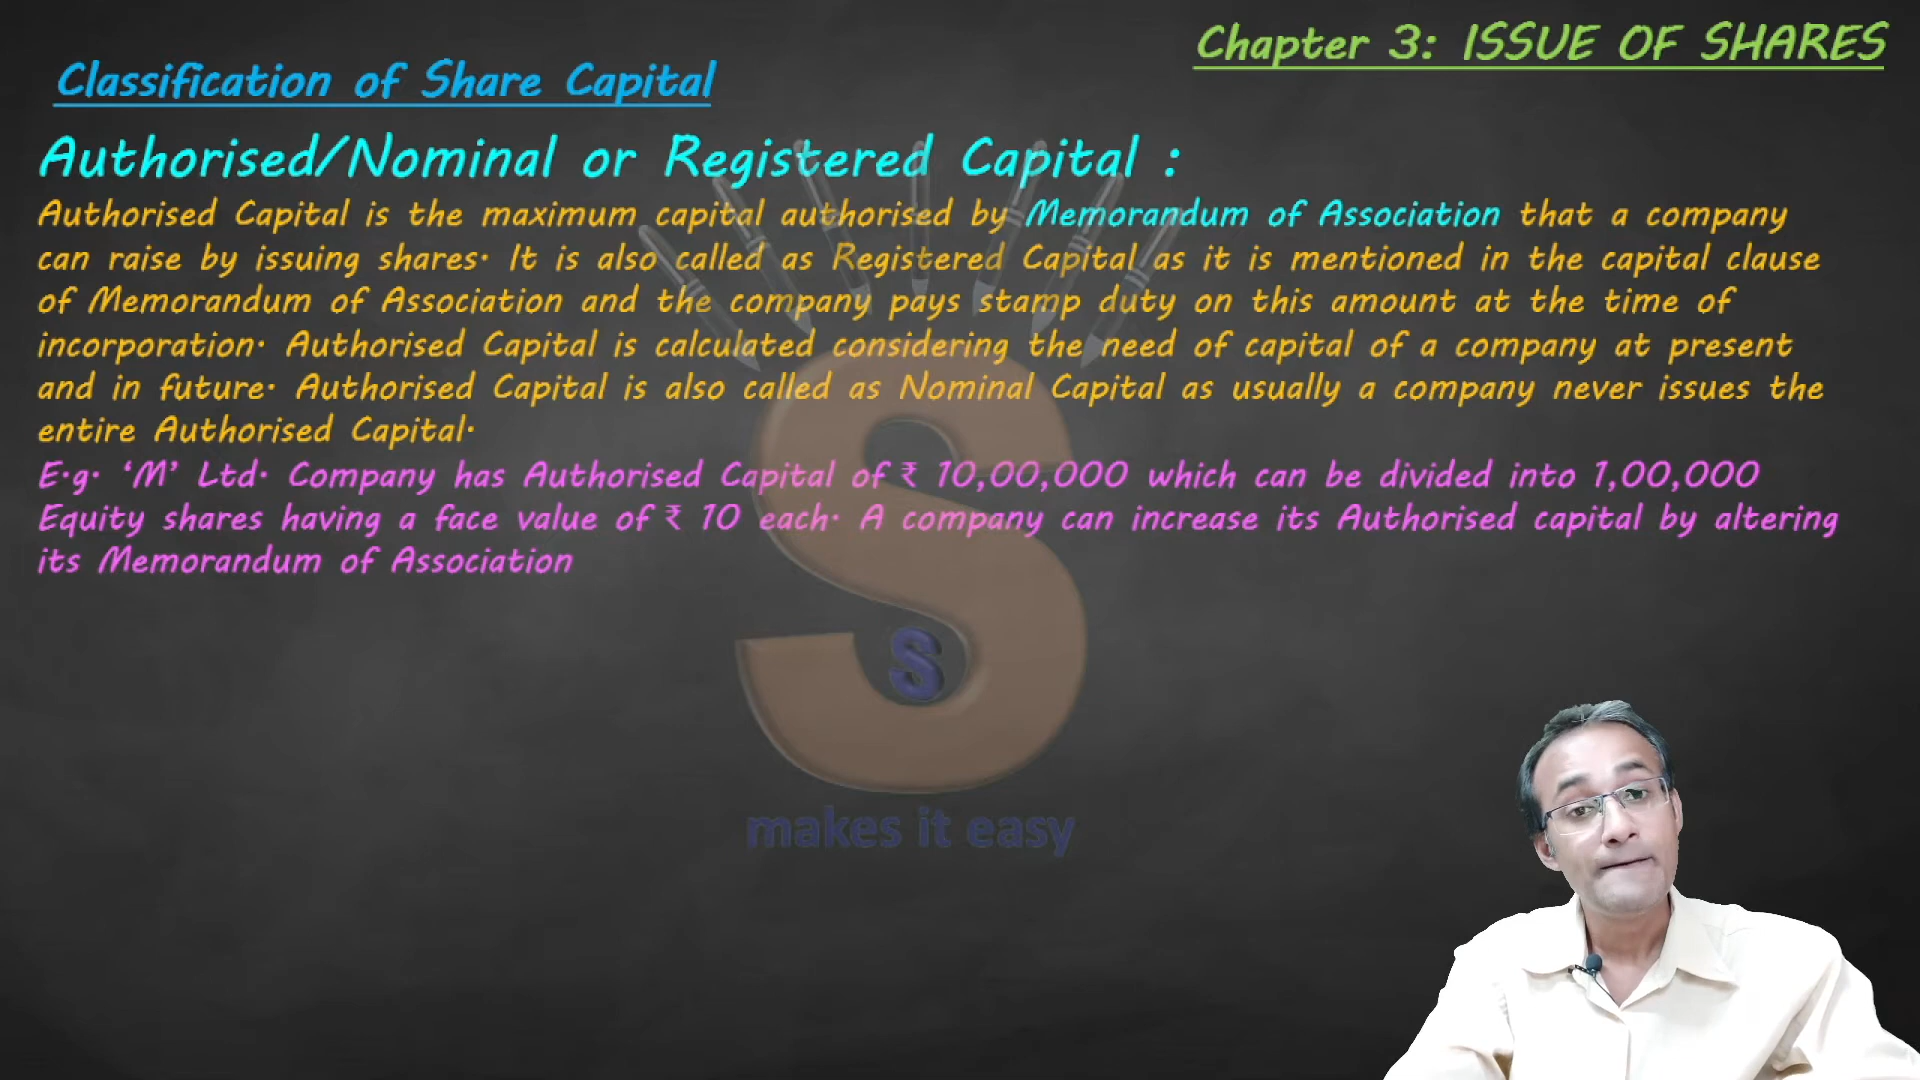 Chapter 3: ISSUE OF SHARES
Classification of Share Capital
Authorised/Nominal or Registered Capital :
Authorised Capital is the maximum capital authorised by Memorandum of Association that a company
can raise by issuing shares. It is also called as Registered Capital as it is mentioned in the capital clause
of Memorandum of Association and the company pays stamp duty on this amount at the time of
incorporation. Authorised Capital is calculated considering the need of capital of a company at present
and in future. Authorised Capital is also called as Nominal Capital as usually a company never issues the
entire Authorised Capital.
E.g. ‘M’ Ltd. Company has Authorised Capital of ₹ 10,00,000 which can be divided into 1,00,000
Equity shares having a face value of ₹ 10 each. A company can increase its Authorised capital by altering
its Memorandum of Association
S
s
makes it easy